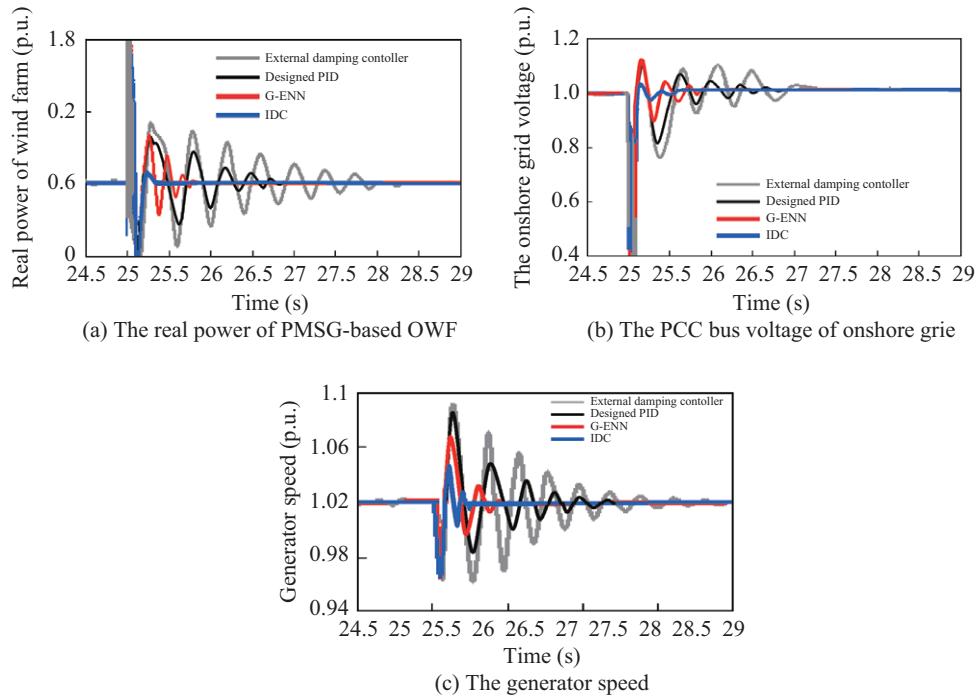 Real power of wind farm (p.u.)
1.8
0.2
0.6
0
External damping contoller
Designed PID
G-ENN
IDC
24.5 25 25.5 26 26.5 27 27.5 28 28.5 29
Time (s)
(a) The real power of PMSG-based OWF
The onshore grid voltage (p.u.)
1.2
1.0
0.8
0.6
0.4
External damping contoller
Designed PID
G-ENN
IDC
24.5 25 25.5 26 26.5 27 27.5 28 28.5 29
Time (s)
(b) The PCC bus voltage of onshore grie
Generator speed (p.u.)
1.1
1.06
1.02
0.98
0.94
External damping contoller
Designed PID
G-ENN
IDC
24.5 25 25.5 26 26.5 27 27.5 28 28.5 29
Time (s)
(c) The generator speed